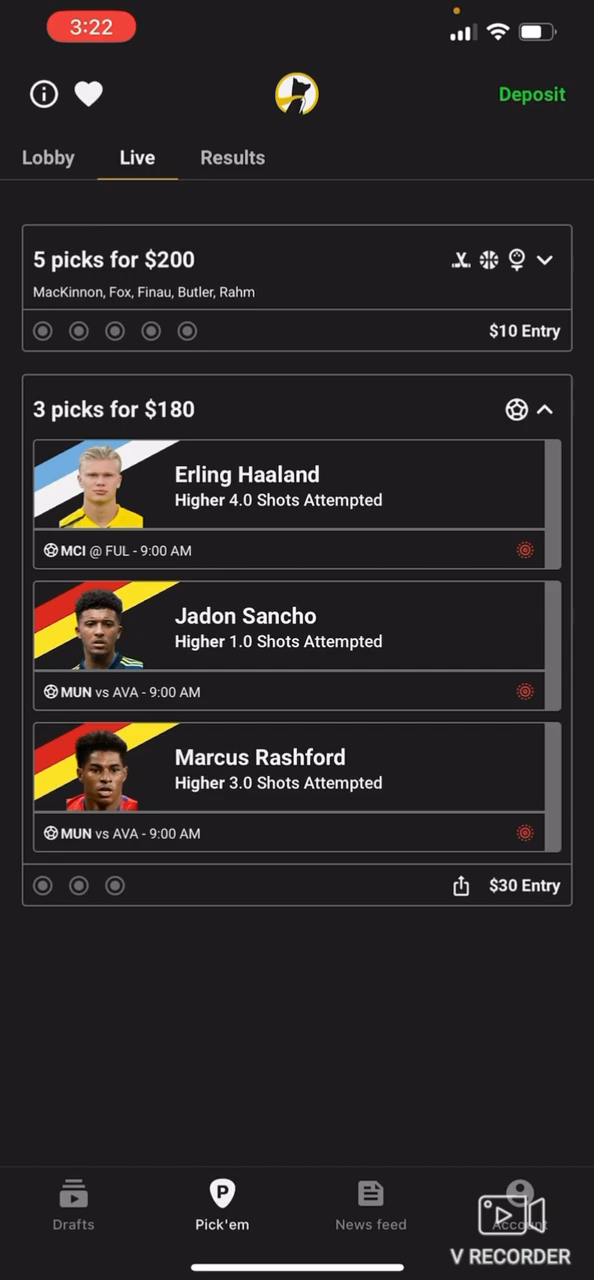 3:22
Deposit
Lobby Live Results
5 picks for $200
MacKinnon, Fox, Finau, Butler, Rahm
$10 Entry
3 picks for $180
Erling Haaland
Higher 4.0 Shots Attempted
MCI @ FUL - 9:00 AM
Jadon Sancho
Higher 1.0 Shots Attempted
MUN vs AVA - 9:00 AM
Marcus Rashford
Higher 3.0 Shots Attempted
MUN vs AVA - 9:00 AM
$30 Entry
P
Drafts Pick'em News feed Account
V RECORDER